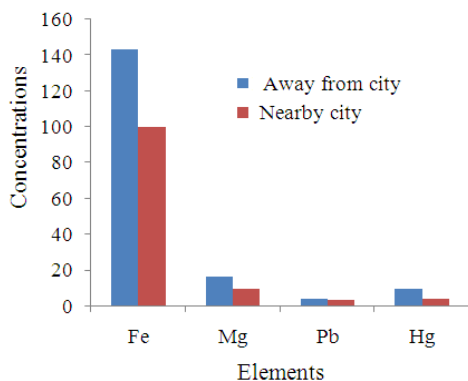 160
140
120
100
80
60
40
20
0
Concentrations
Away from city
Nearby city
Fe Mg Pb Hg
Elements